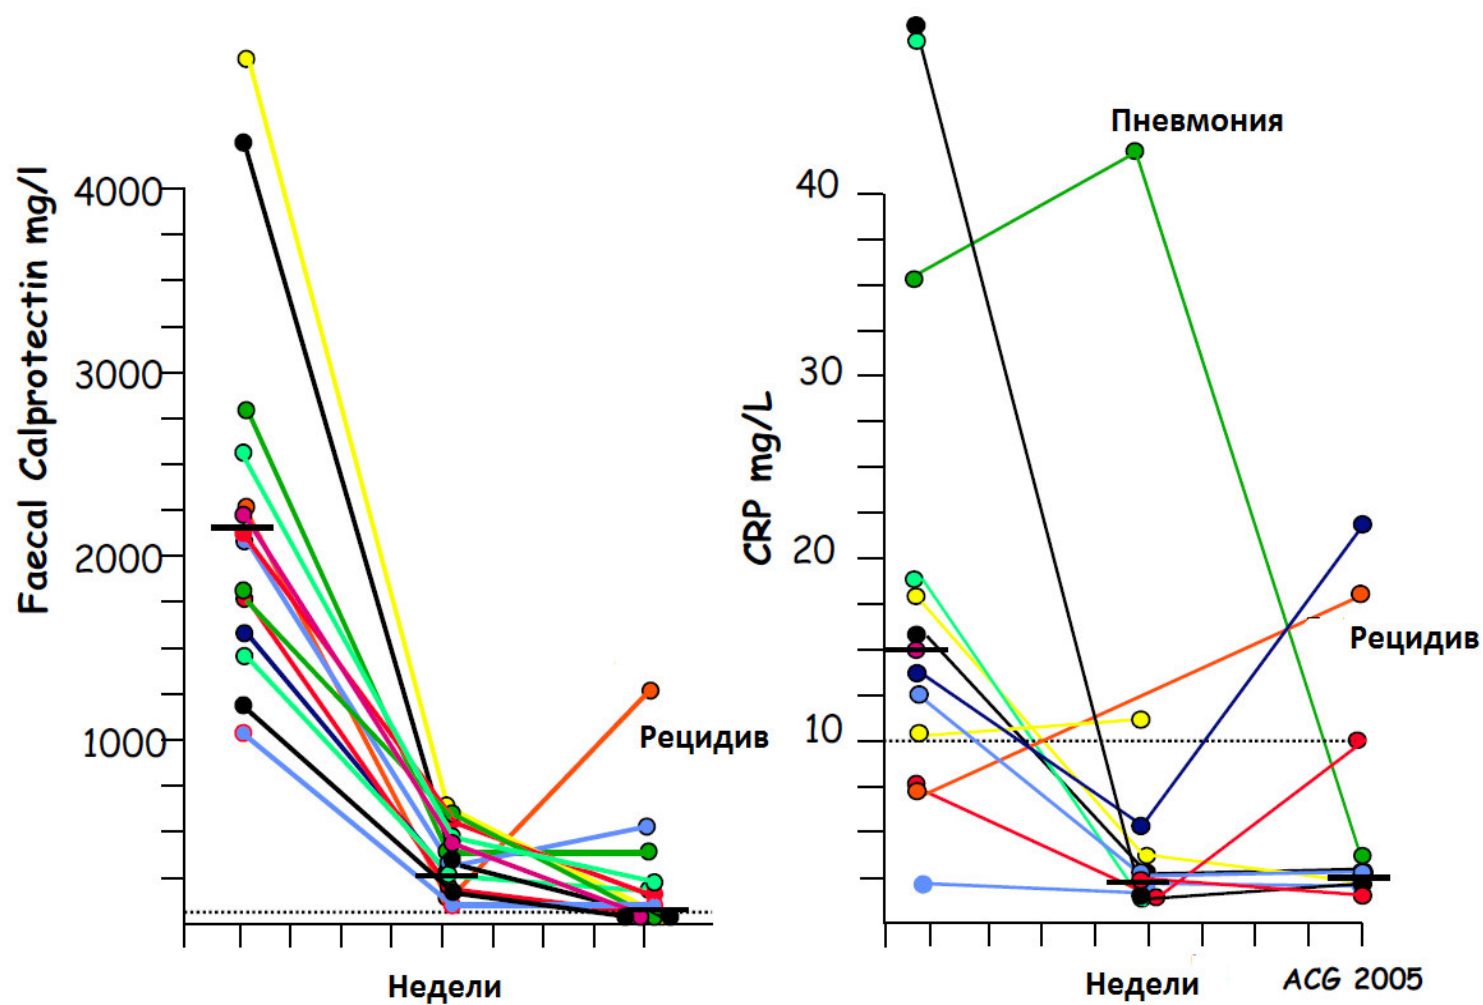 Faecal Calprotectin mg/l
4000
3000
2000
1000
Рецидив
Недели
CRP mg/L
40
30
20
10
Пневмония
Рецидив
Недели
ACG 2005